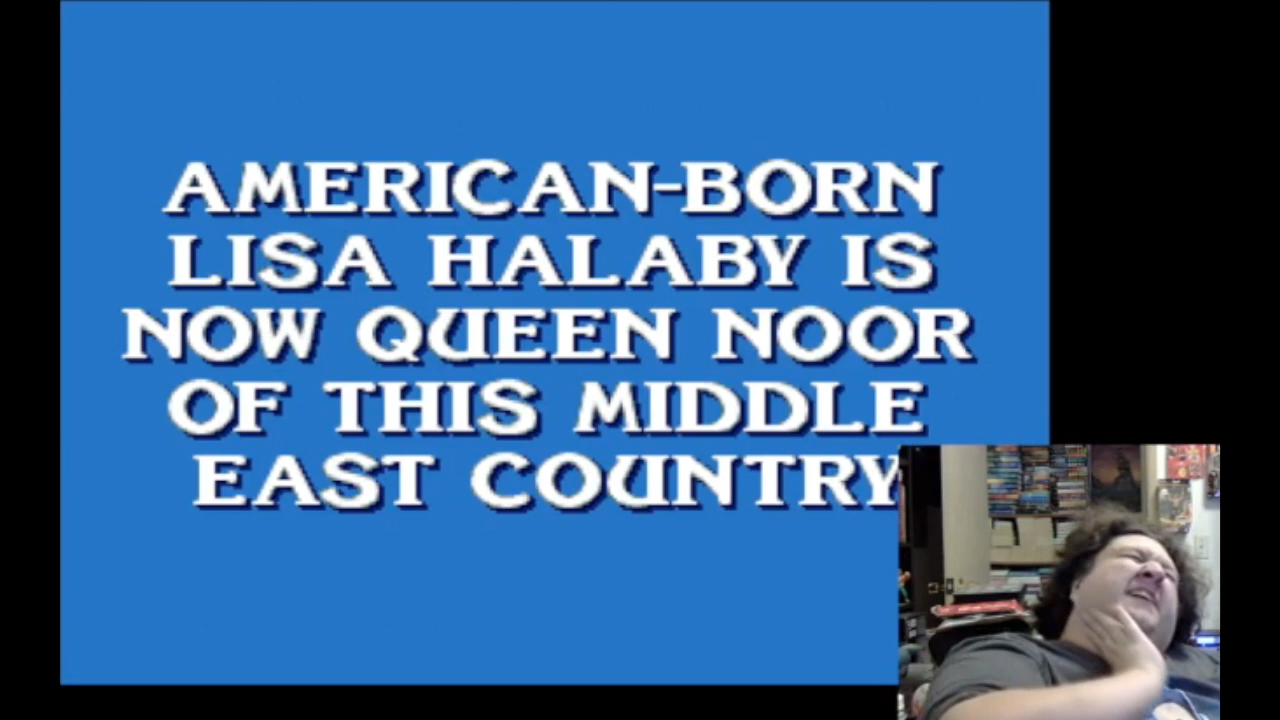 AMERICAN-BORN
LISA HALABY IS
NOW QUEEN NOOR
OF THIS MIDDLE
EAST COUNTRY